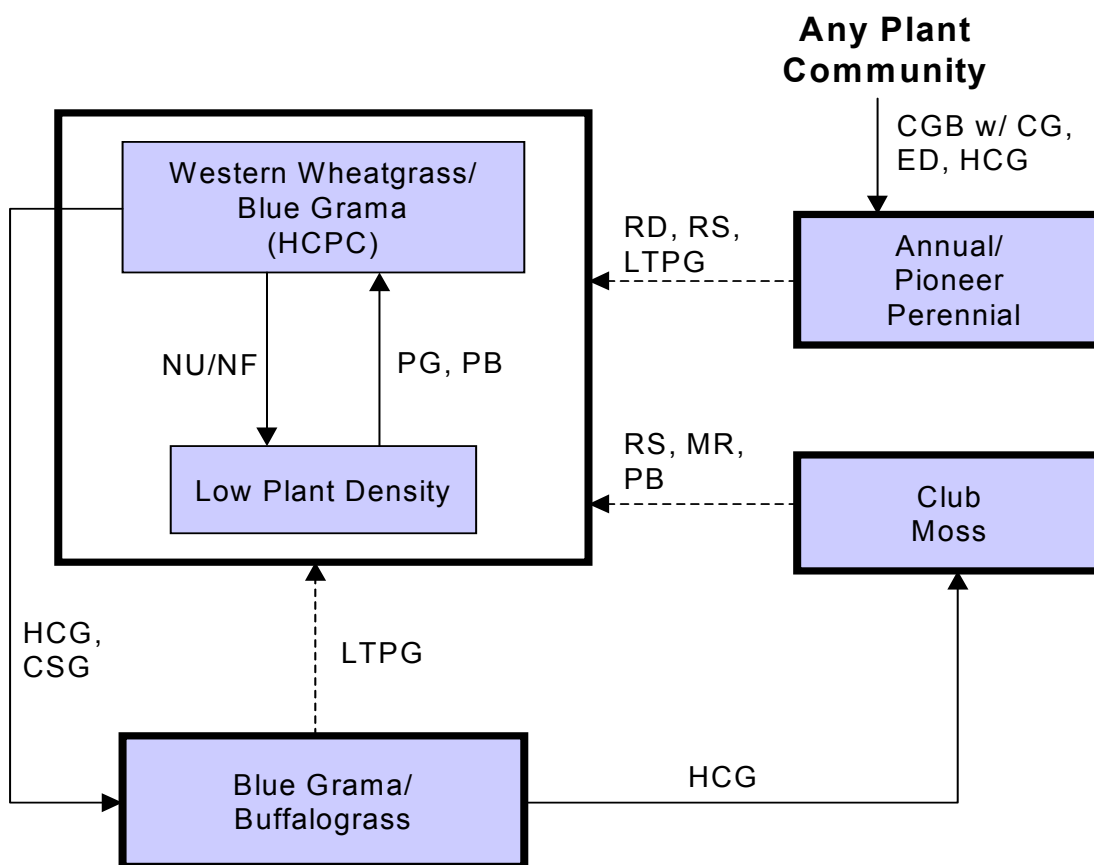 Any Plant
Community
CGB w/ CG,
ED, HCG
Western Wheatgrass/
Blue Grama
(HCPC)
RD, RS,
LTPG
Annual/
Pioneer
Perennial
NU/NF
PG, PB
Low Plant Density
RS, MR,
PB
Club
Moss
HCG,
CSG
LTPG
Blue Grama/
Buffalograss
HCG